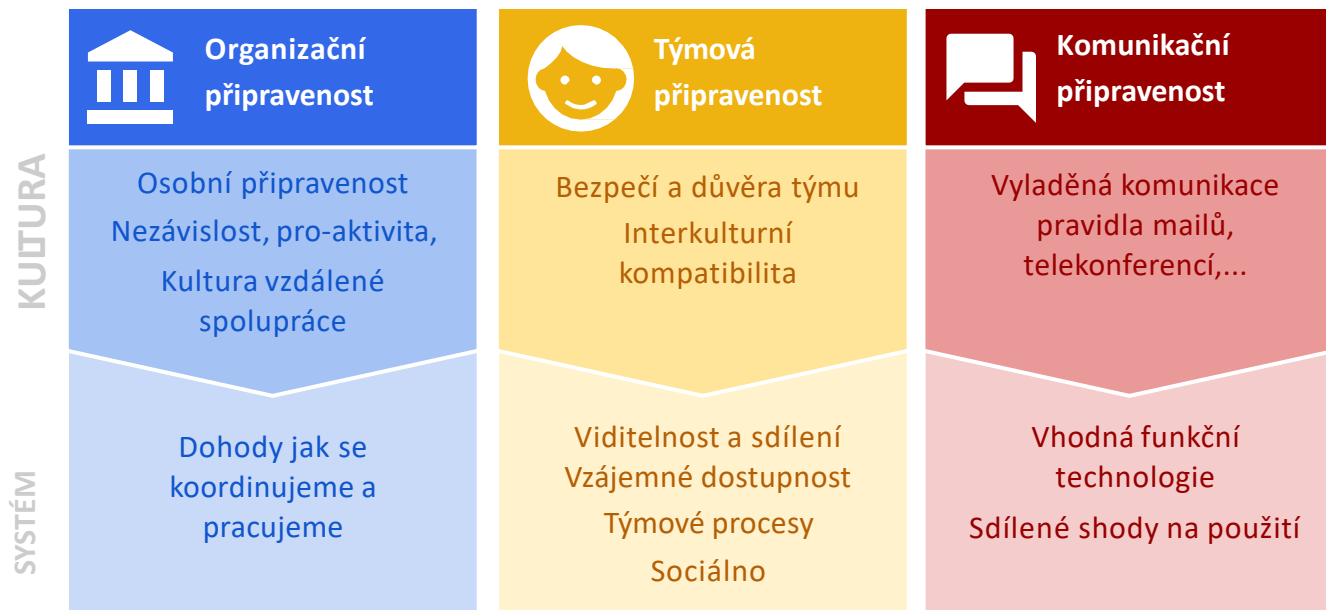 Organizační
připravenost
Týmová
připravenost
Komunikační
připravenost
KULTURA
Osobní připravenost
Nezávislost, pro-aktivita,
Kultura vzdálené
spolupráce
Bezpečí a důvěra týmu
Interkulturní
kompatibilita
Vyladěná komunikace
pravidla mailů,
telekonferencí,...
SYSTÉM
Dohody jak se
koordinujeme a
pracujeme
Viditelnost a sdílení
Vzájemné dostupnost
Týmové procesy
Sociálno
Vhodná funkční
technologie
Sdílené shody na použití